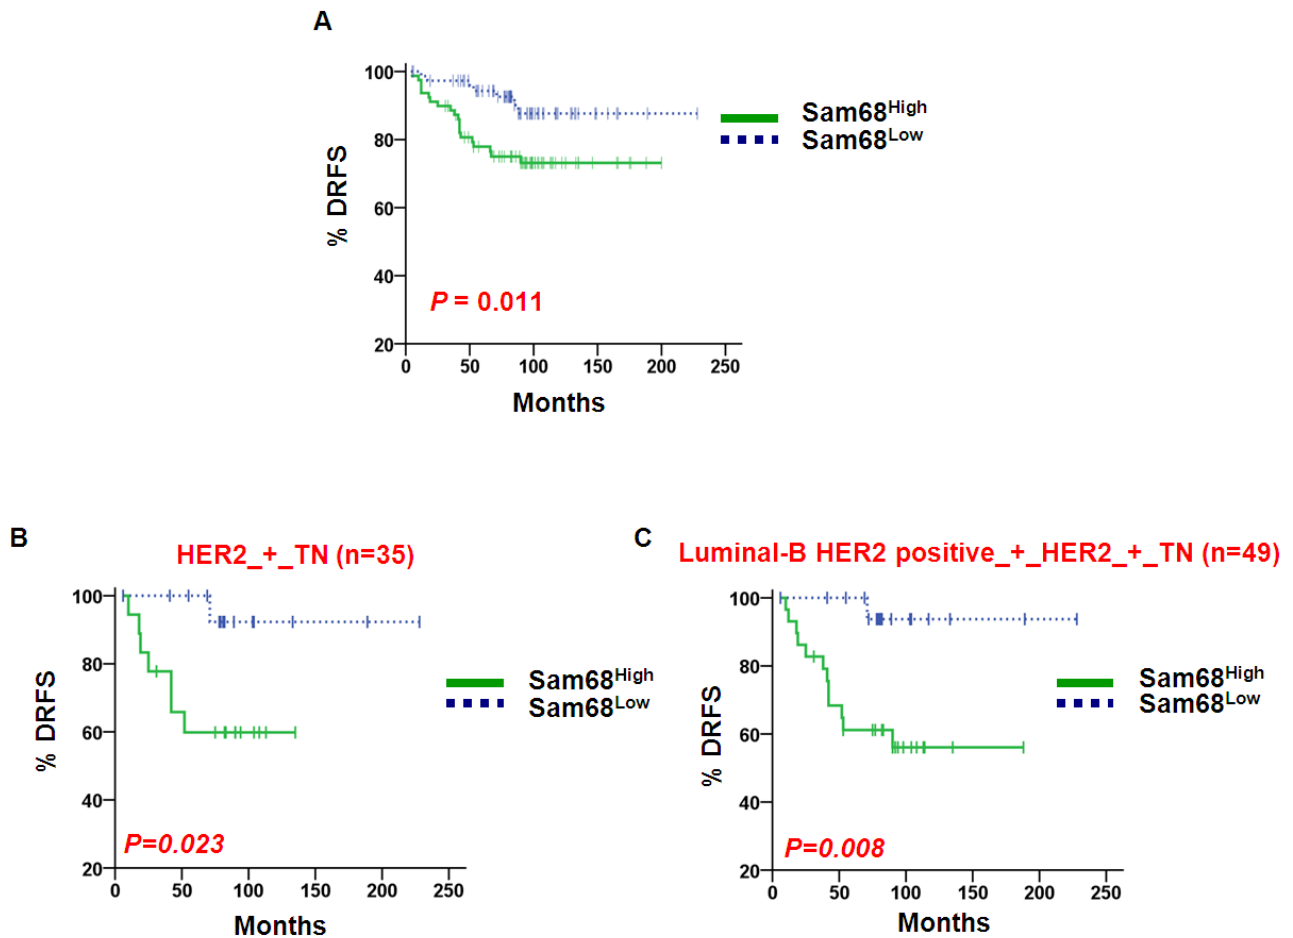 A
100
80
60
40
20
0 50 100 150 200 250
% DRFS
Months
P = 0.011
Sam68High
Sam68Low
B
HER2_+_TN (n=35)
100
80
60
40
20
0 50 100 150 200 250
% DRFS
Months
P=0.023
Sam68High
Sam68Low
C
Luminal-B HER2 positive_+_HER2_+_TN (n=49)
100
80
60
40
20
0 50 100 150 200 250
% DRFS
Months
P=0.008
Sam68High
Sam68Low